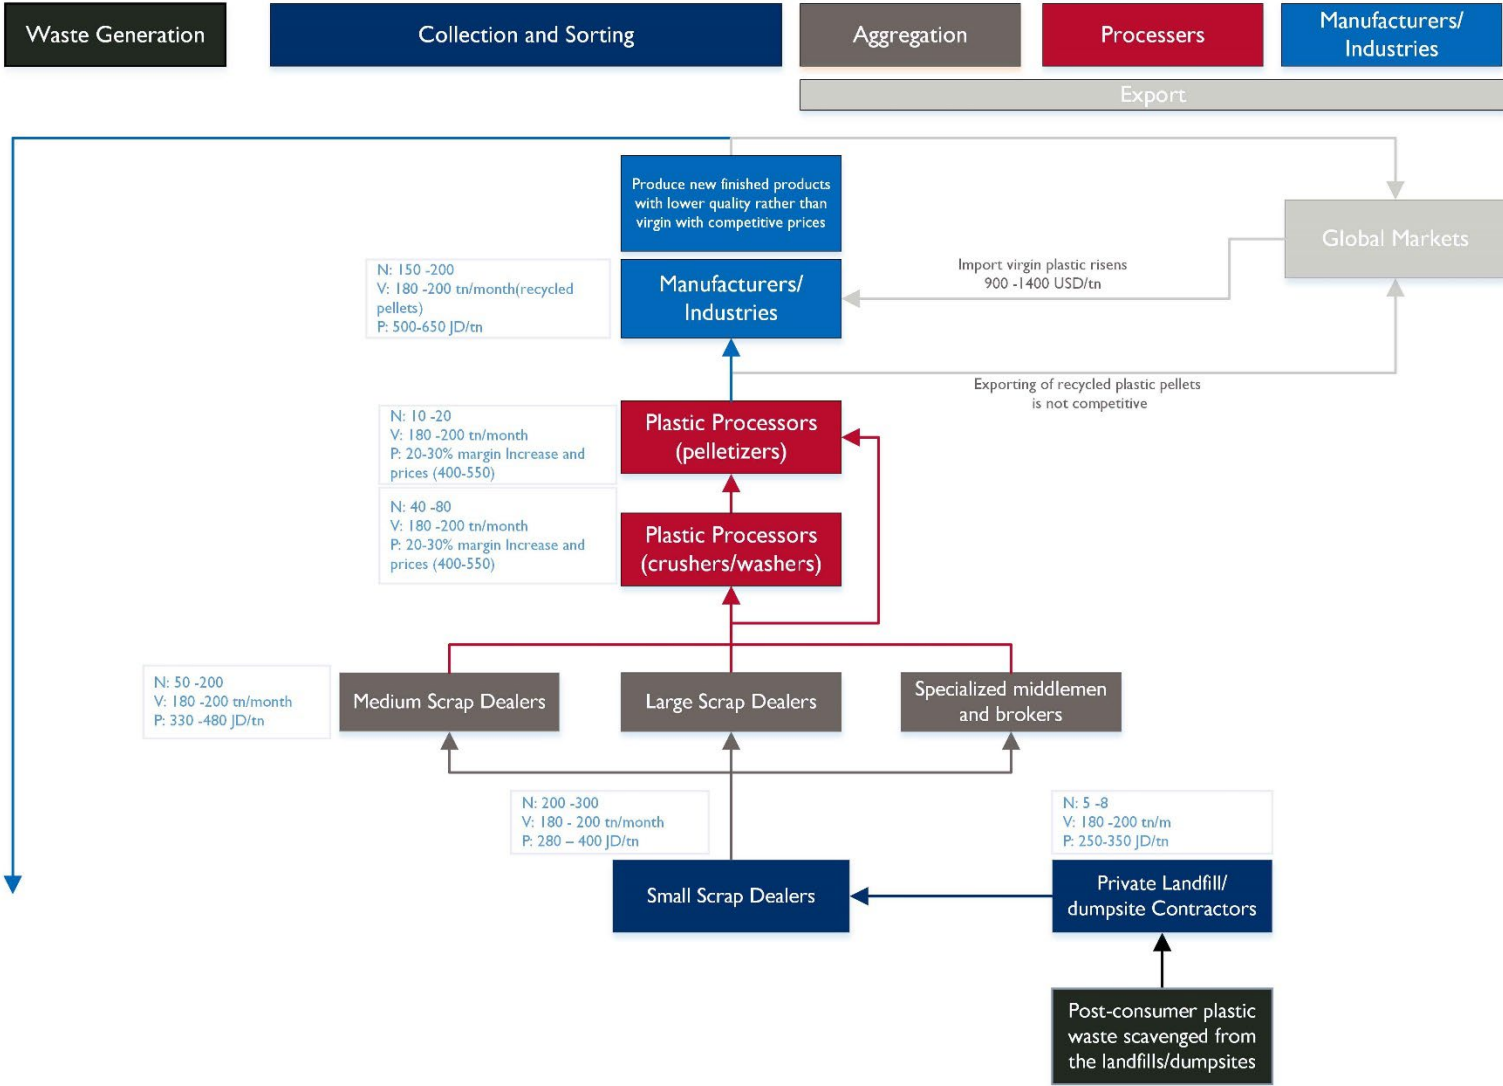 Waste Generation
Collection and Sorting
Aggregation
Processers
Manufacturers/
Industries
Export
Produce new finished products
with lower quality rather than
virgin with competitive prices
Global Markets
N: 150 -200
V: 180 -200 tn/month(recycled
pellets)
P: 500-650 JD/tn
Manufacturers/
Industries
Import virgin plastic risens
900 -1400 USD/tn
Exporting of recycled plastic pellets
is not competitive
N: 10 -20
V: 180 -200 tn/month
P: 20-30% margin Increase and
prices (400-550)
Plastic Processors
(pelletizers)
N: 40 -80
V: 180 -200 tn/month
P: 20-30% margin Increase and
prices (400-550)
Plastic Processors
(crushers/washers)
N: 50 -200
V: 180 -200 tn/month
P: 330 -480 JD/tn
Medium Scrap Dealers
Large Scrap Dealers
Specialized middlemen
and brokers
N: 200 -300
V: 180 - 200 tn/month
P: 280 – 400 JD/tn
N: 5 -8
V: 180 -200 tn/m
P: 250-350 JD/tn
Small Scrap Dealers
Private Landfill/
dumpsite Contractors
Post-consumer plastic
waste scavenged from
the landfills/dumpsites